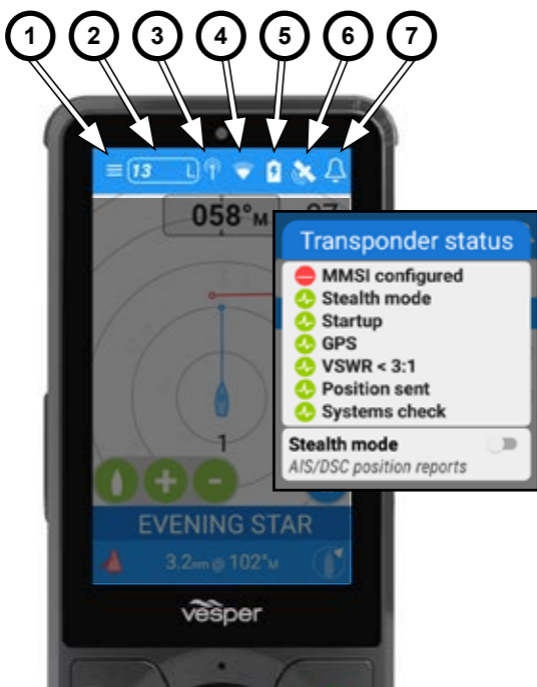 1 2 3 4 5 6 7
13 L
058°M
Transponder status
MMSI configured
Stealth mode
Startup
GPS
VSWR < 3:1
Position sent
Systems check
Stealth mode
AIS/DSC position reports
1
EVENING STAR
3.2nm @ 102°M
vesper